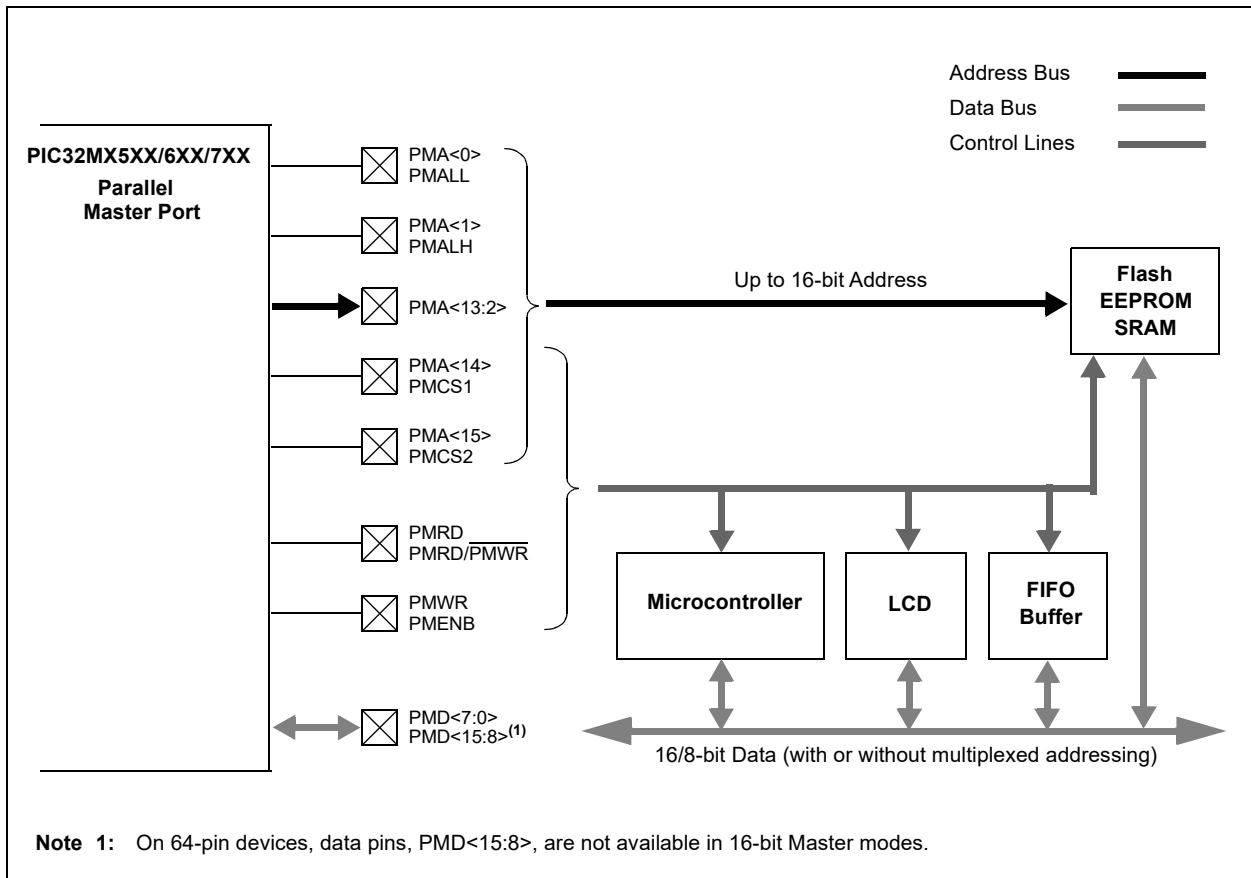 Address Bus
Data Bus
Control Lines
PIC32MX5XX/6XX/7XX
Parallel
Master Port
PMA<0>
PMALL
PMA<1>
PMALH
PMA<13:2>
PMA<14>
PMCS1
PMA<15>
PMCS2
PMRD
PMRD/PMWR
PMWR
PMENB
PMD<7:0>
PMD<15:8>(1)
Up to 16-bit Address
Flash
EEPROM
SRAM
Microcontroller
LCD
FIFO
Buffer
16/8-bit Data (with or without multiplexed addressing)
Note 1: On 64-pin devices, data pins, PMD<15:8>, are not available in 16-bit Master modes.